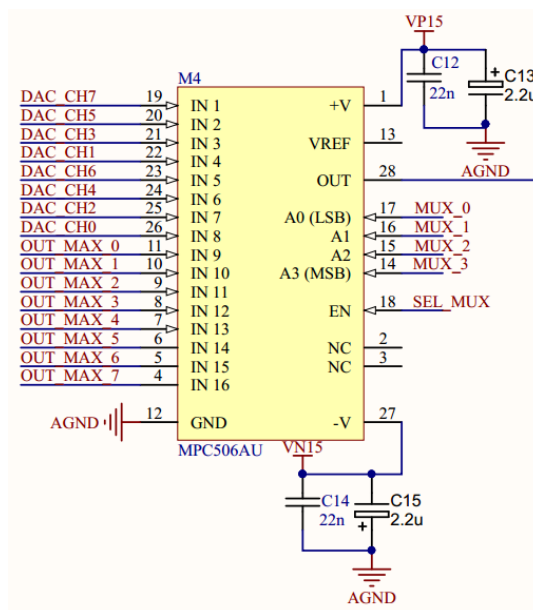 VP15
M4
C12
22n
C13
2.2u
AGND
DAC_CH7 19 IN 1
DAC_CH5 20 IN 2
DAC_CH3 21 IN 3
DAC_CH1 22 IN 4
DAC_CH6 23 IN 5
DAC_CH4 24 IN 6
DAC_CH2 25 IN 7
DAC_CH0 26 IN 8
OUT_MAX_0 11 IN 9
OUT_MAX_1 10 IN 10
OUT_MAX_2 9 IN 11
OUT_MAX_3 8 IN 12
OUT_MAX_4 7 IN 13
OUT_MAX_5 6 IN 14
OUT_MAX_6 5 IN 15
OUT_MAX_7 4 IN 16
AGND 12 GND
+V 1
VREF 13
OUT 28
A0 (LSB) 17 MUX_0
A1 16 MUX_1
A2 15 MUX_2
A3 (MSB) 14 MUX_3
EN 18 SEL_MUX
NC 2
NC 3
-V 27
MPC506AU
VN15
C14
22n
C15
2.2u
AGND